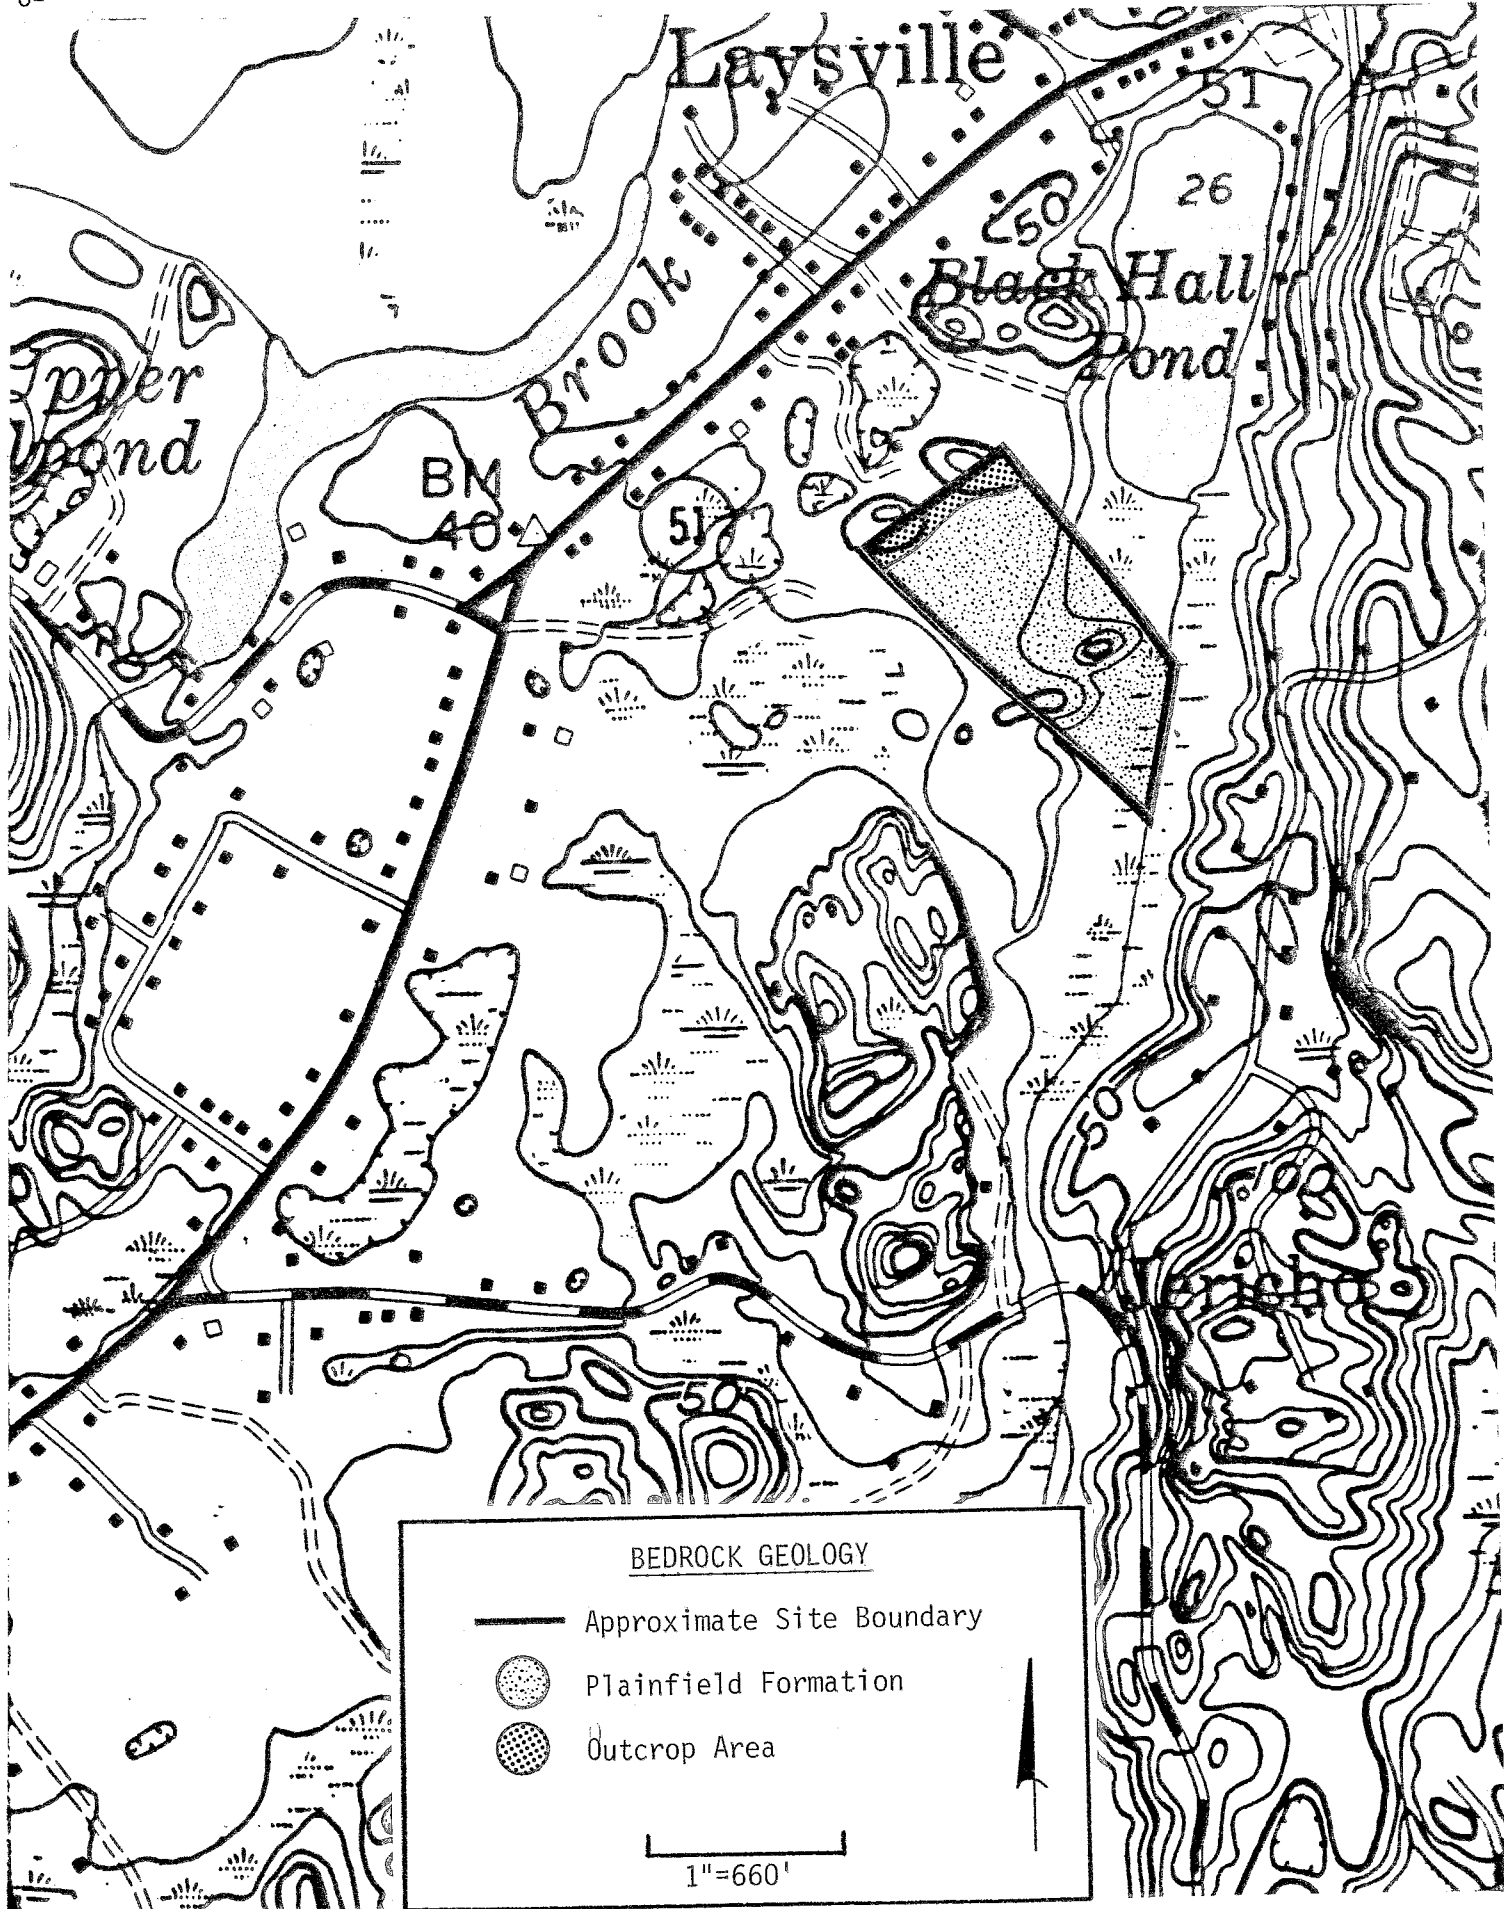 Laysville
51
26
50
Black Hall
Pond
Brook
Upper
BM
40
51
50
Jericho
50
BEDROCK GEOLOGY
Approximate Site Boundary
Plainfield Formation
Outcrop Area
1"=660'